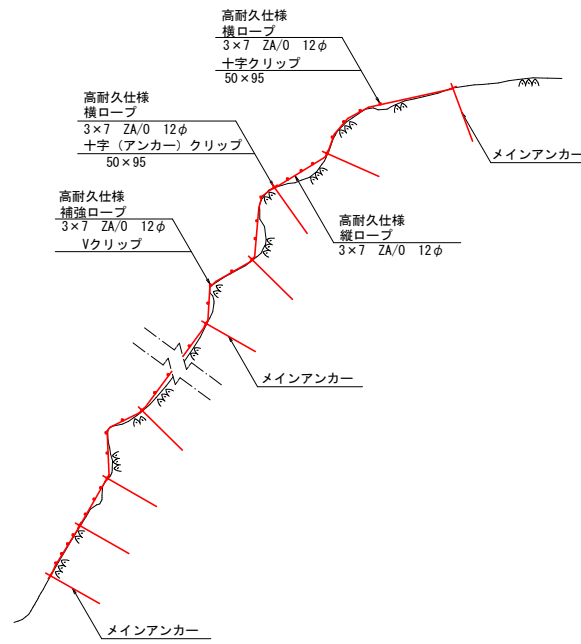 高耐久仕様
横ロープ
3×7 ZA/0 12φ
十字クリップ
50×95
高耐久仕様
横ロープ
3×7 ZA/0 12φ
十字（アンカー）クリップ
50×95
メインアンカー
高耐久仕様
補強ロープ
3×7 ZA/0 12φ
Vクリップ
高耐久仕様
縦ロープ
3×7 ZA/0 12φ
メインアンカー
メインアンカー